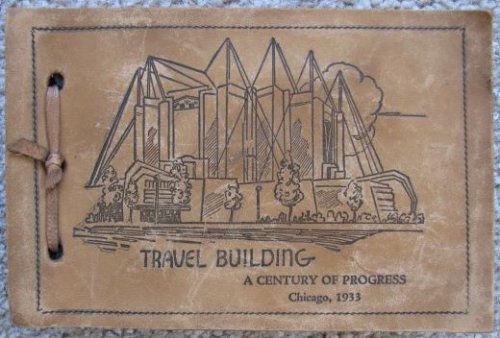 TRAVEL BUILDING
A CENTURY OF PROGRESS
Chicago, 1933